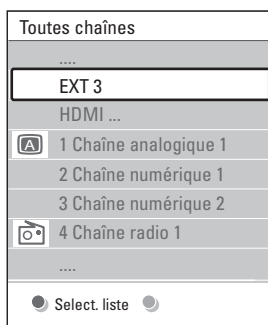 Toutes chaînes
....
EXT 3
HDMI ...
A 1 Chaîne analogique 1
2 Chaîne numérique 1
3 Chaîne numérique 2
4 Chaîne radio 1
....
Select. liste